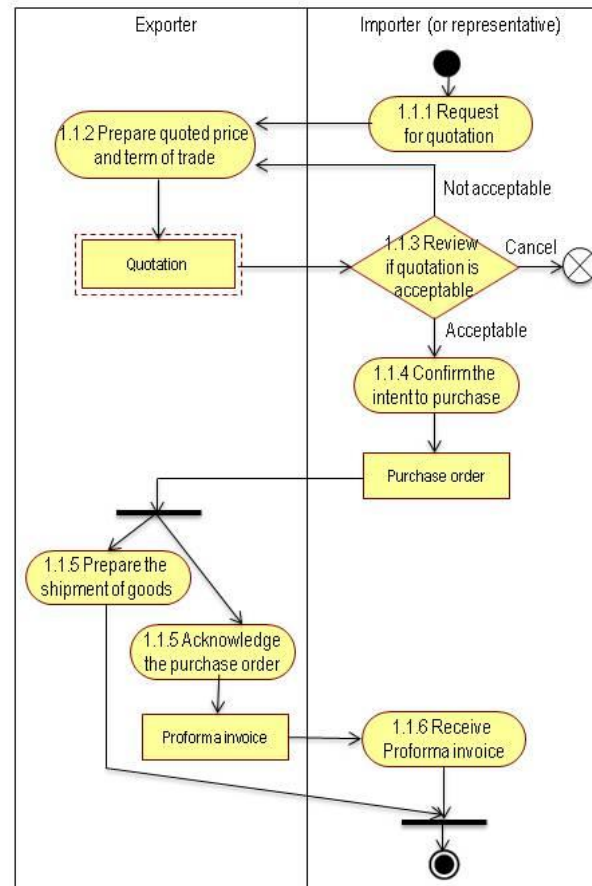 Exporter
Importer (or representative)
1.1.1 Request
for quotation
1.1.2 Prepare quoted price
and term of trade
Not acceptable
Quotation
1.1.3 Review
if quotation is
acceptable
Cancel
Acceptable
1.1.4 Confirm the
intent to purchase
Purchase order
1.1.5 Prepare the
shipment of goods
1.1.5 Acknowledge
the purchase order
Proforma invoice
1.1.6 Receive
Proforma invoice